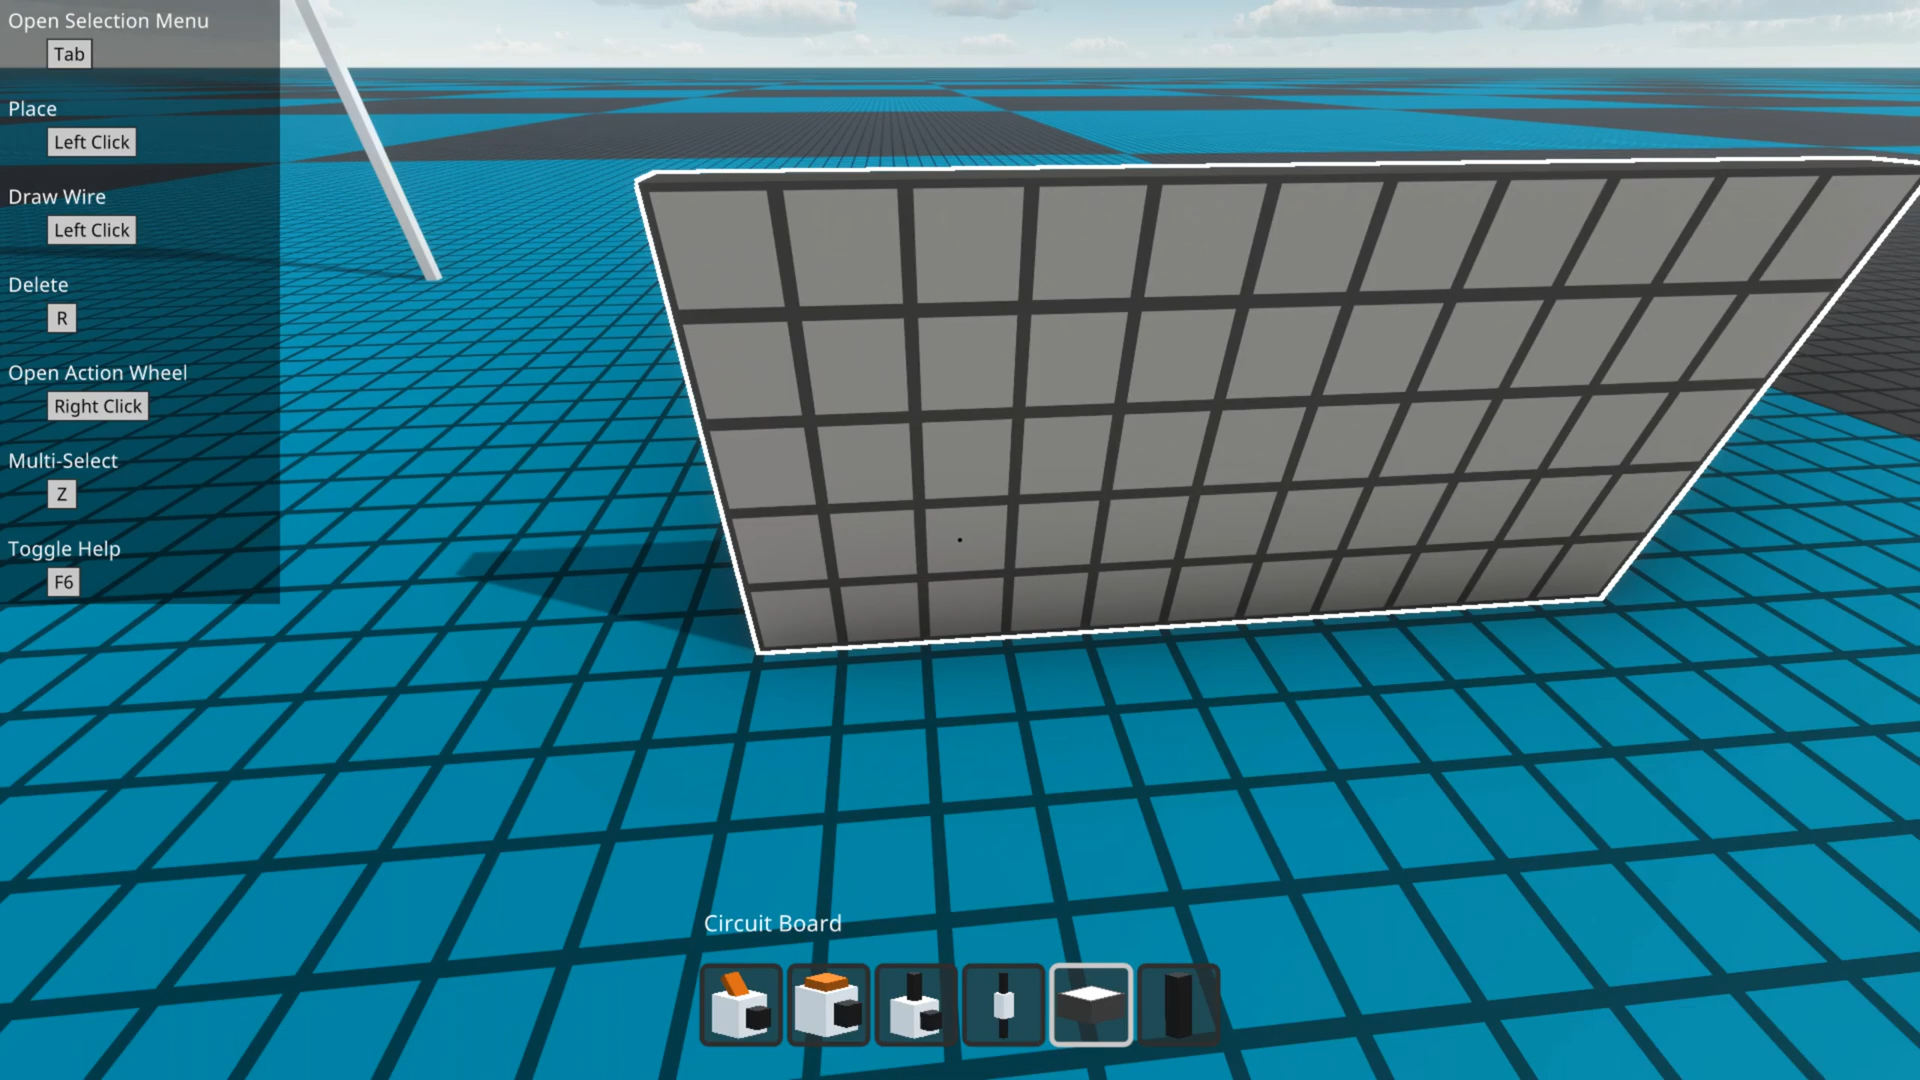 Open Selection Menu
Tab
Place
Left Click
Draw Wire
Left Click
Delete
R
Open Action Wheel
Right Click
Multi-Select
Z
Toggle Help
F6
Circuit Board